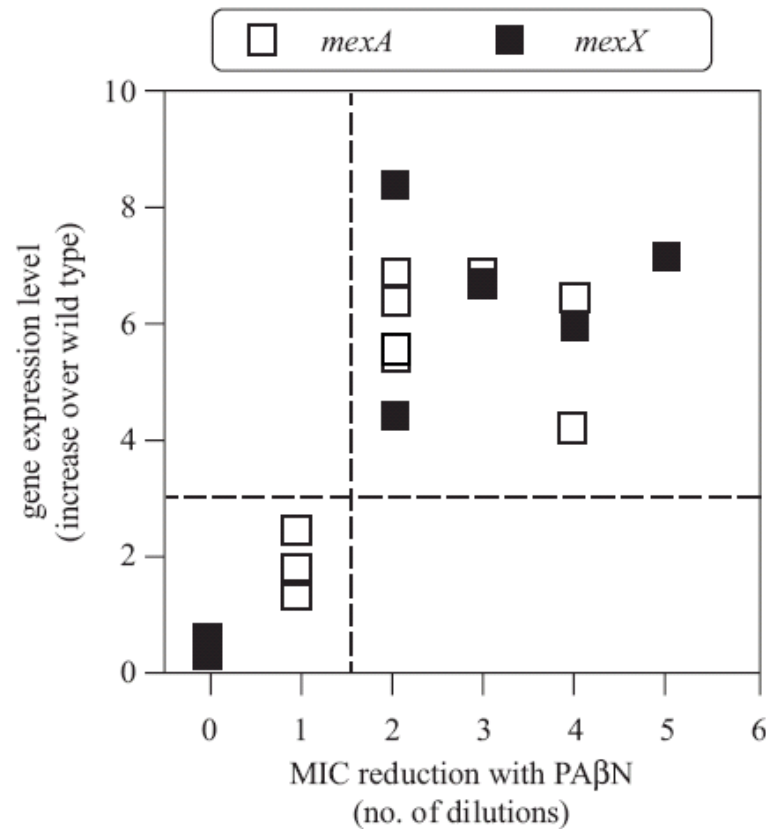 mexA mexX
10
8
6
4
2
0
gene expression level
(increase over wild type)
0 1 2 3 4 5 6
MIC reduction with PAβN
(no. of dilutions)